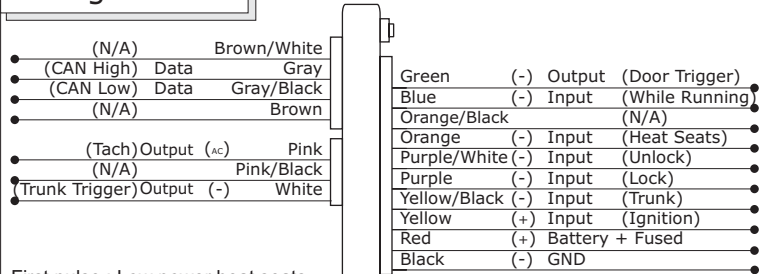 (N/A) Brown/White
(CAN High) Data Gray
(CAN Low) Data Gray/Black
(N/A) Brown
(Tach) Output (AC) Pink
(N/A) Pink/Black
(Trunk Trigger) Output (-) White
Green (-) Output (Door Trigger)
Blue (-) Input (While Running)
Orange/Black (N/A)
Orange (-) Input (Heat Seats)
Purple/White (-) Input (Unlock)
Purple (-) Input (Lock)
Yellow/Black (-) Input (Trunk)
Yellow (+) Input (Ignition)
Red (+) Battery + Fused
Black (-) GND